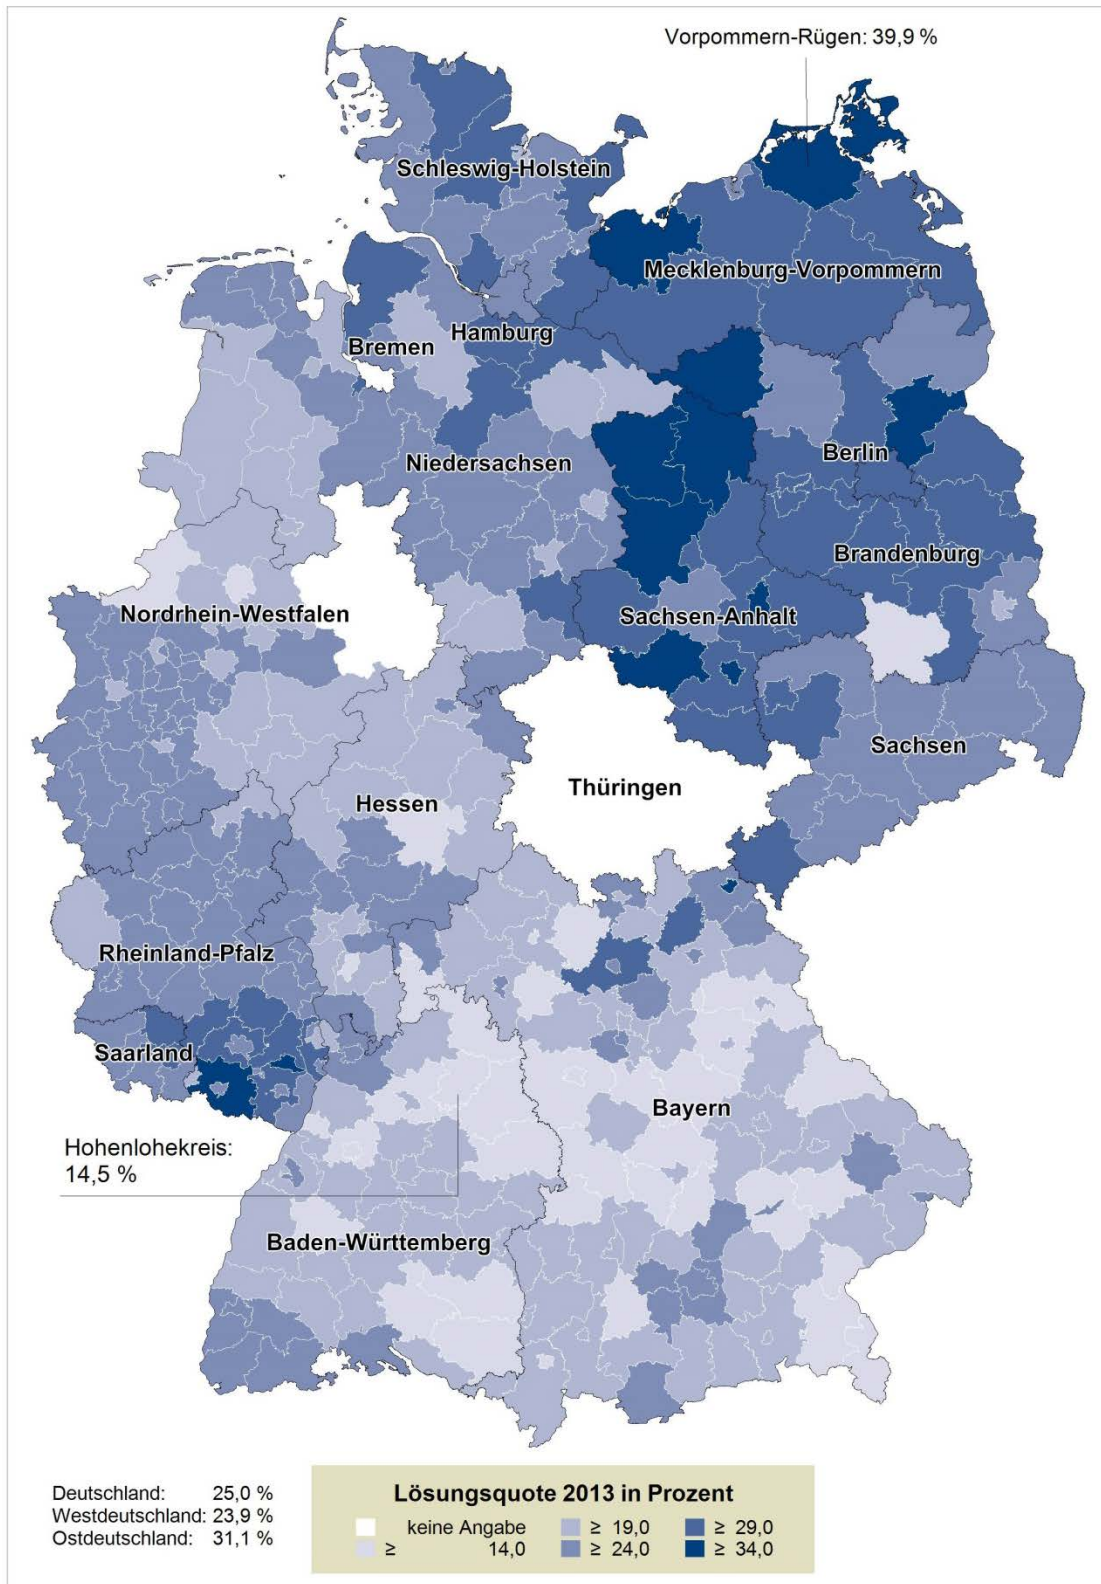 Vorpommern-Rügen: 39,9 %
Schleswig-Holstein
Mecklenburg-Vorpommern
Hamburg
Bremen
Niedersachsen
Berlin
Brandenburg
Nordrhein-Westfalen
Sachsen-Anhalt
Sachsen
Thüringen
Hessen
Rheinland-Pfalz
Saarland
Bayern
Hohenlohekreis:
14,5 %
Baden-Württemberg
Deutschland: 25,0 %
Westdeutschland: 23,9 %
Ostdeutschland: 31,1 %
Lösungsquote 2013 in Prozent
keine Angabe ≥ 19,0 ≥ 29,0
≥ 14,0 ≥ 24,0 ≥ 34,0